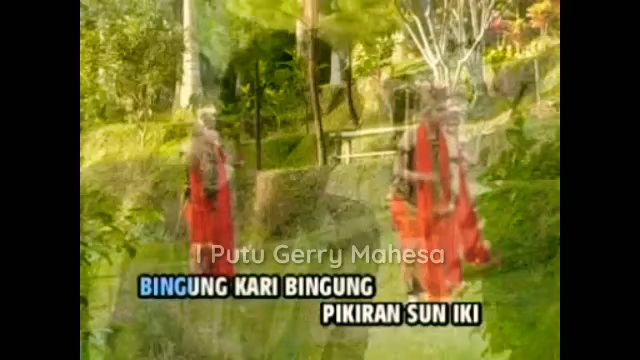 I Putu Gerry Mahesa
BINGUNG KARI BINGUNG
PIKIRAN SUN IKI